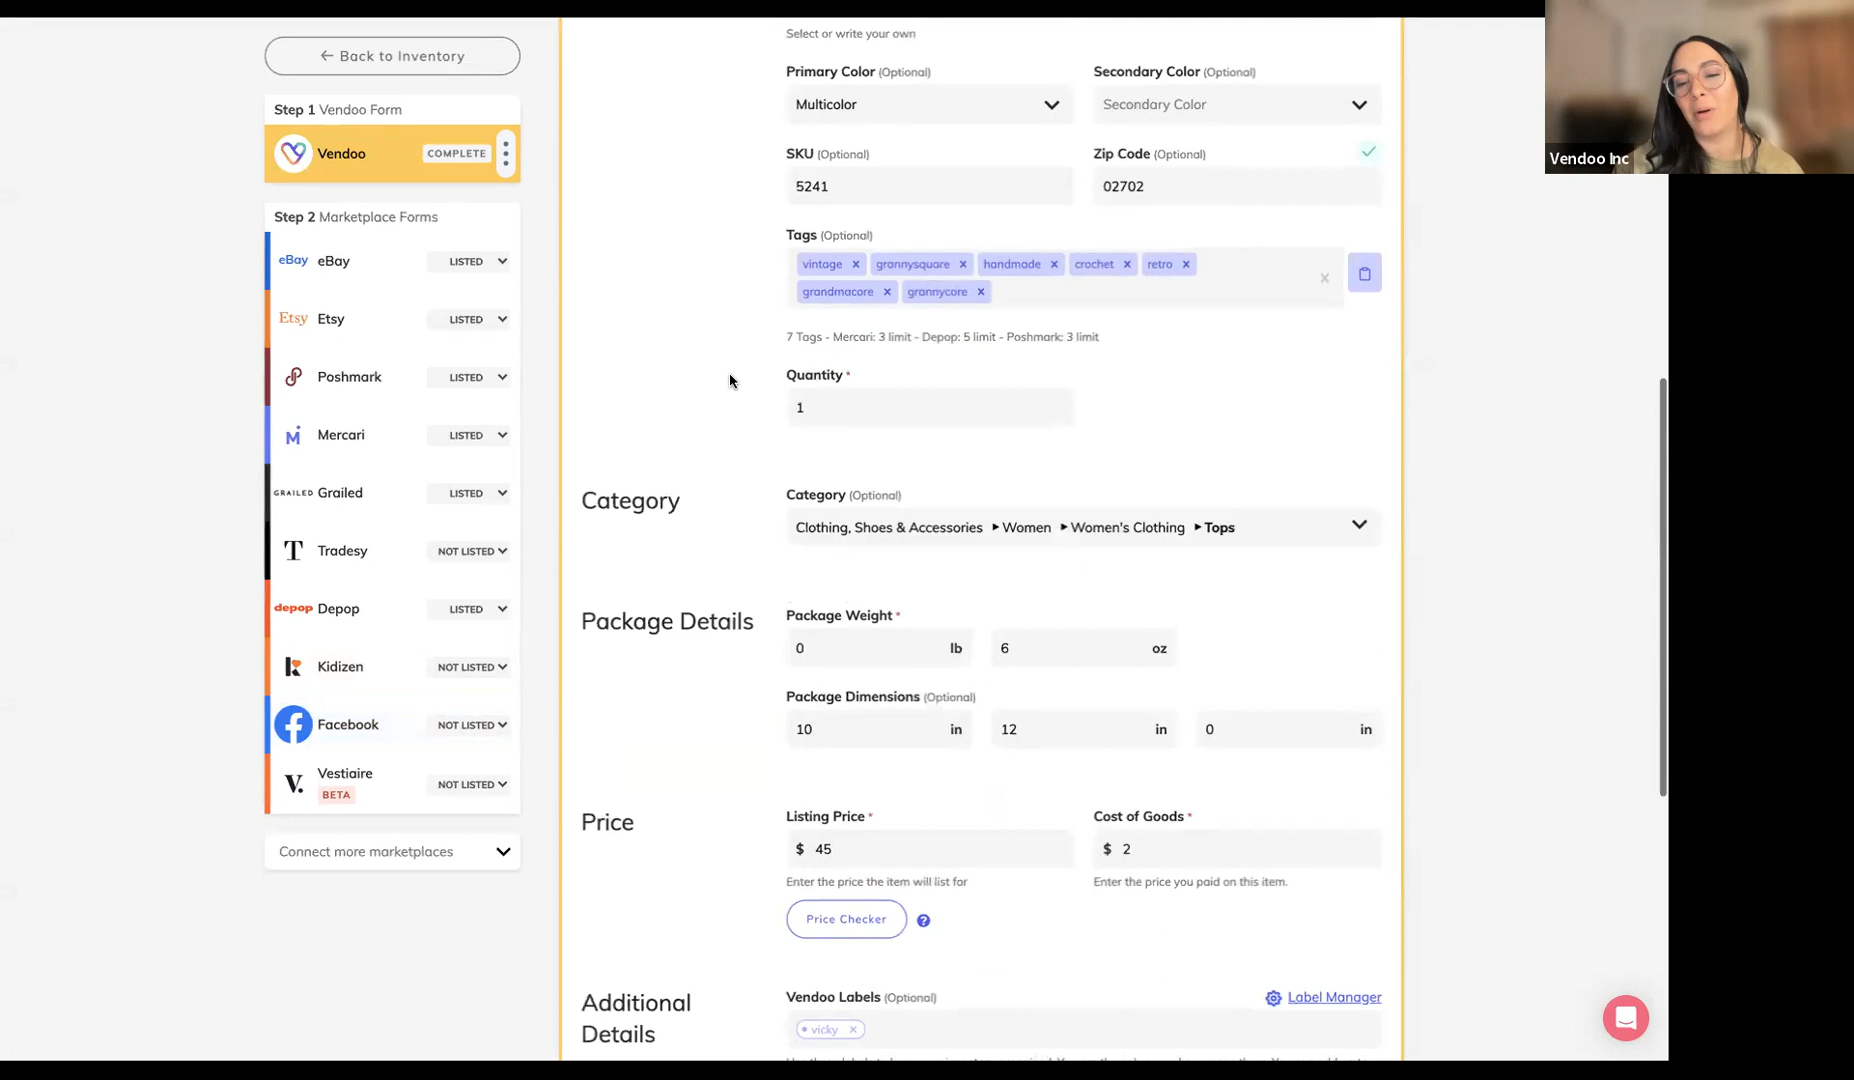 ← Back to Inventory
Step 1 Vendoo Form
Vendoo
COMPLETE
Step 2 Marketplace Forms
eBay eBay LISTED
Etsy Etsy LISTED
Poshmark LISTED
Mercari LISTED
GRAILED Grailed LISTED
T Tradesy NOT LISTED
depop Depop LISTED
Kidizen NOT LISTED
Facebook NOT LISTED
V. Vestiaire NOT LISTED
BETA
Connect more marketplaces
Select or write your own
Primary Color (Optional) Secondary Color (Optional)
Multicolor Secondary Color
SKU (Optional) Zip Code (Optional)
5241 02702
Tags (Optional)
vintage × grannysquare × handmade × crochet × retro ×
grandmacore × grannycore ×
7 Tags - Mercari: 3 limit - Depop: 5 limit - Poshmark: 3 limit
Quantity *
1
Category
Category (Optional)
Clothing, Shoes & Accessories ▸ Women ▸ Women's Clothing ▸ Tops
Package Details
Package Weight *
0 lb 6 oz
Package Dimensions (Optional)
10 in 12 in 0 in
Price
Listing Price * Cost of Goods *
$ 45 $ 2
Enter the price the item will list for Enter the price you paid on this item.
Price Checker ?
Additional
Details
Vendoo Labels (Optional) Label Manager
vicky ×
Vendoo Inc